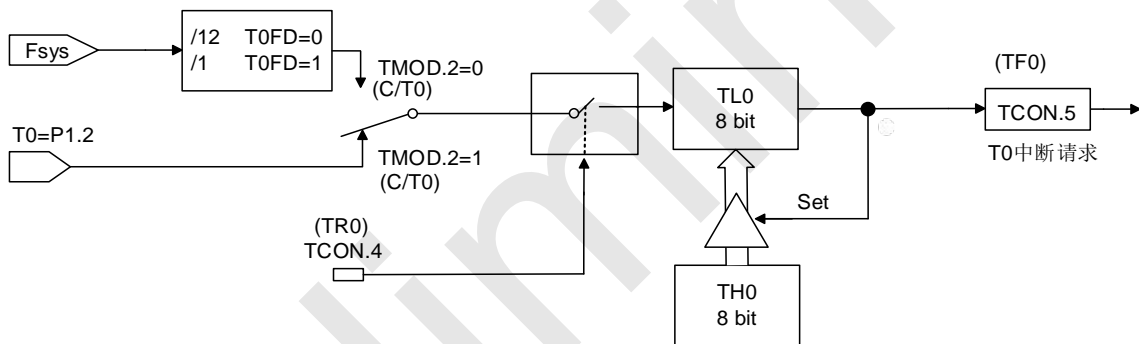 Fsys
/12 T0FD=0
/1 T0FD=1
TMOD.2=0
(C/T0)
T0=P1.2
TMOD.2=1
(C/T0)
(TR0)
TCON.4
TL0
8 bit
(TF0)
TCON.5
T0中断请求
Set
TH0
8 bit